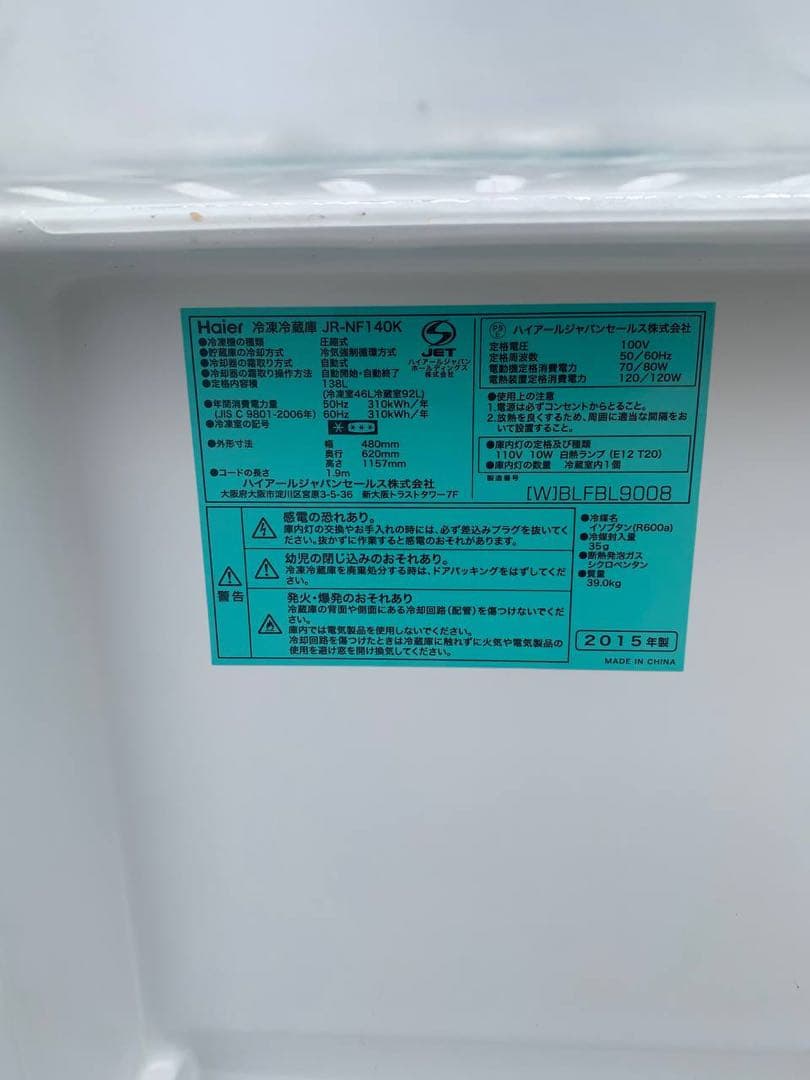 Haier 冷凍冷蔵庫 JR-NF140K
●冷凍機の種類 圧縮式
●貯蔵庫の冷却方式 冷気強制循環方式
●冷却器の霜取り方式 自動式
●冷却器の霜取り操作方法 自動開始・自動終了
●定格内容積 138L
(冷凍室46L冷蔵室92L)
●年間消費電力量 50Hz 310kWh/年
(JIS C 9801-2006年) 60Hz 310kWh/年
●冷凍室の記号
●外形寸法 幅 480mm
奥行 620mm
高さ 1157mm
●コードの長さ 1.9m
ハイアールジャパンセールス株式会社
大阪府大阪市淀川区宮原3-5-36 新大阪トラストタワー7F
JET
ハイアールジャパン
ホールディングス
株式会社
PS E ハイアールジャパンセールス株式会社
定格電圧 100V
定格周波数 50/60Hz
電動機定格消費電力 70/80W
電熱装置定格消費電力 120/120W
●使用上の注意
1.電源は必ずコンセントからとること。
2.放熱を良くするため、周囲に適当な間隔をお
いて設置すること。
●庫内灯の定格及び種類
110V 10W 白熱ランプ(E12 T20)
●庫内灯の数量 冷蔵室内1個
製造番号
[W]BLFBL9008
警告
感電の恐れあり。
庫内灯の交換やお手入れの時には、必ず差込みプラグを抜いてく
ださい。抜かずに作業すると感電のおそれがあります。
幼児の閉じ込みのおそれあり。
冷凍冷蔵庫を廃棄処分する時は、ドアパッキングをはずしてくだ
さい。
発火・爆発のおそれあり
冷蔵庫の背面や側面にある冷却回路(配管)を傷つけないでくだ
さい。
庫内では電気製品を使用しないでください。
冷却回路を傷つけたときは冷蔵庫に触れずに火気や電気製品の
使用を避け窓を開け換気してください。
●冷媒名
イソブタン(R600a)
●冷媒封入量
35g
●断熱発泡ガス
シクロペンタン
●質量
39.0kg
2015年製
MADE IN CHINA